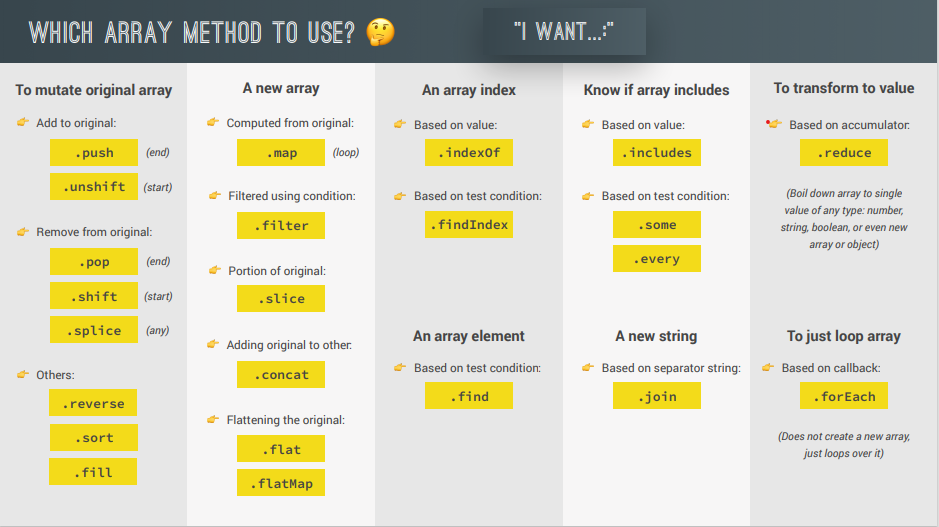 WHICH ARRAY METHOD TO USE? 🤔
"I WANT...:"
To mutate original array
👉 Add to original:
.push (end)
.unshift (start)
👉 Remove from original:
.pop (end)
.shift (start)
.splice (any)
👉 Others:
.reverse
.sort
.fill
A new array
👉 Computed from original:
.map (loop)
👉 Filtered using condition:
.filter
👉 Portion of original:
.slice
👉 Adding original to other:
.concat
👉 Flattening the original:
.flat
.flatMap
An array index
👉 Based on value:
.indexOf
👉 Based on test condition:
.findIndex
An array element
👉 Based on test condition:
.find
Know if array includes
👉 Based on value:
.includes
👉 Based on test condition:
.some
.every
A new string
👉 Based on separator string:
.join
To transform to value
👉 Based on accumulator:
.reduce
(Boil down array to single
value of any type: number,
string, boolean, or even new
array or object)
To just loop array
👉 Based on callback:
.forEach
(Does not create a new array,
just loops over it)